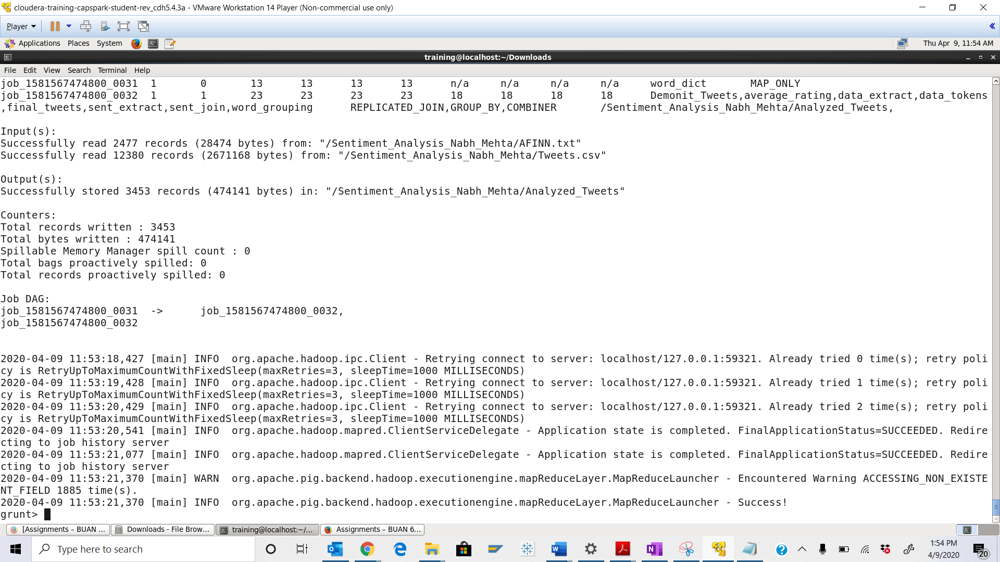 cloudera-training-capspark-student-rev_cdh5.4.3a - VMware Workstation 14 Player (Non-commercial use only)
Player
Applications Places System Thu Apr 9, 11:54 AM
training@localhost:~/Downloads
File Edit View Search Terminal Help
job_1581567474800_0031 1 0 13 13 13 13 n/a n/a n/a n/a word_dict MAP_ONLY
job_1581567474800_0032 1 1 23 23 23 23 18 18 18 18 Demonit_Tweets,average_rating,data_extract,data_tokens
,final_tweets,sent_extract,sent_join,word_grouping REPLICATED_JOIN,GROUP_BY,COMBINER /Sentiment_Analysis_Nabh_Mehta/Analyzed_Tweets,
Input(s):
Successfully read 2477 records (28474 bytes) from: "/Sentiment_Analysis_Nabh_Mehta/AFINN.txt"
Successfully read 12380 records (2671168 bytes) from: "/Sentiment_Analysis_Nabh_Mehta/Tweets.csv"
Output(s):
Successfully stored 3453 records (474141 bytes) in: "/Sentiment_Analysis_Nabh_Mehta/Analyzed_Tweets"
Counters:
Total records written : 3453
Total bytes written : 474141
Spillable Memory Manager spill count : 0
Total bags proactively spilled: 0
Total records proactively spilled: 0
Job DAG:
job_1581567474800_0031 -> job_1581567474800_0032,
job_1581567474800_0032
2020-04-09 11:53:18,427 [main] INFO org.apache.hadoop.ipc.Client - Retrying connect to server: localhost/127.0.0.1:59321. Already tried 0 time(s); retry poli
cy is RetryUpToMaximumCountWithFixedSleep(maxRetries=3, sleepTime=1000 MILLISECONDS)
2020-04-09 11:53:19,428 [main] INFO org.apache.hadoop.ipc.Client - Retrying connect to server: localhost/127.0.0.1:59321. Already tried 1 time(s); retry poli
cy is RetryUpToMaximumCountWithFixedSleep(maxRetries=3, sleepTime=1000 MILLISECONDS)
2020-04-09 11:53:20,429 [main] INFO org.apache.hadoop.ipc.Client - Retrying connect to server: localhost/127.0.0.1:59321. Already tried 2 time(s); retry poli
cy is RetryUpToMaximumCountWithFixedSleep(maxRetries=3, sleepTime=1000 MILLISECONDS)
2020-04-09 11:53:20,541 [main] INFO org.apache.hadoop.mapred.ClientServiceDelegate - Application state is completed. FinalApplicationStatus=SUCCEEDED. Redire
cting to job history server
2020-04-09 11:53:21,077 [main] INFO org.apache.hadoop.mapred.ClientServiceDelegate - Application state is completed. FinalApplicationStatus=SUCCEEDED. Redire
cting to job history server
2020-04-09 11:53:21,370 [main] WARN org.apache.pig.backend.hadoop.executionengine.mapReduceLayer.MapReduceLauncher - Encountered Warning ACCESSING_NON_EXISTE
NT_FIELD 1885 time(s).
2020-04-09 11:53:21,370 [main] INFO org.apache.pig.backend.hadoop.executionengine.mapReduceLayer.MapReduceLauncher - Success!
grunt>
[Assignments – BUAN ... Downloads - File Brow... training@localhost:~/... Assignments – BUAN 6...
Type here to search
1:54 PM
4/9/2020
20